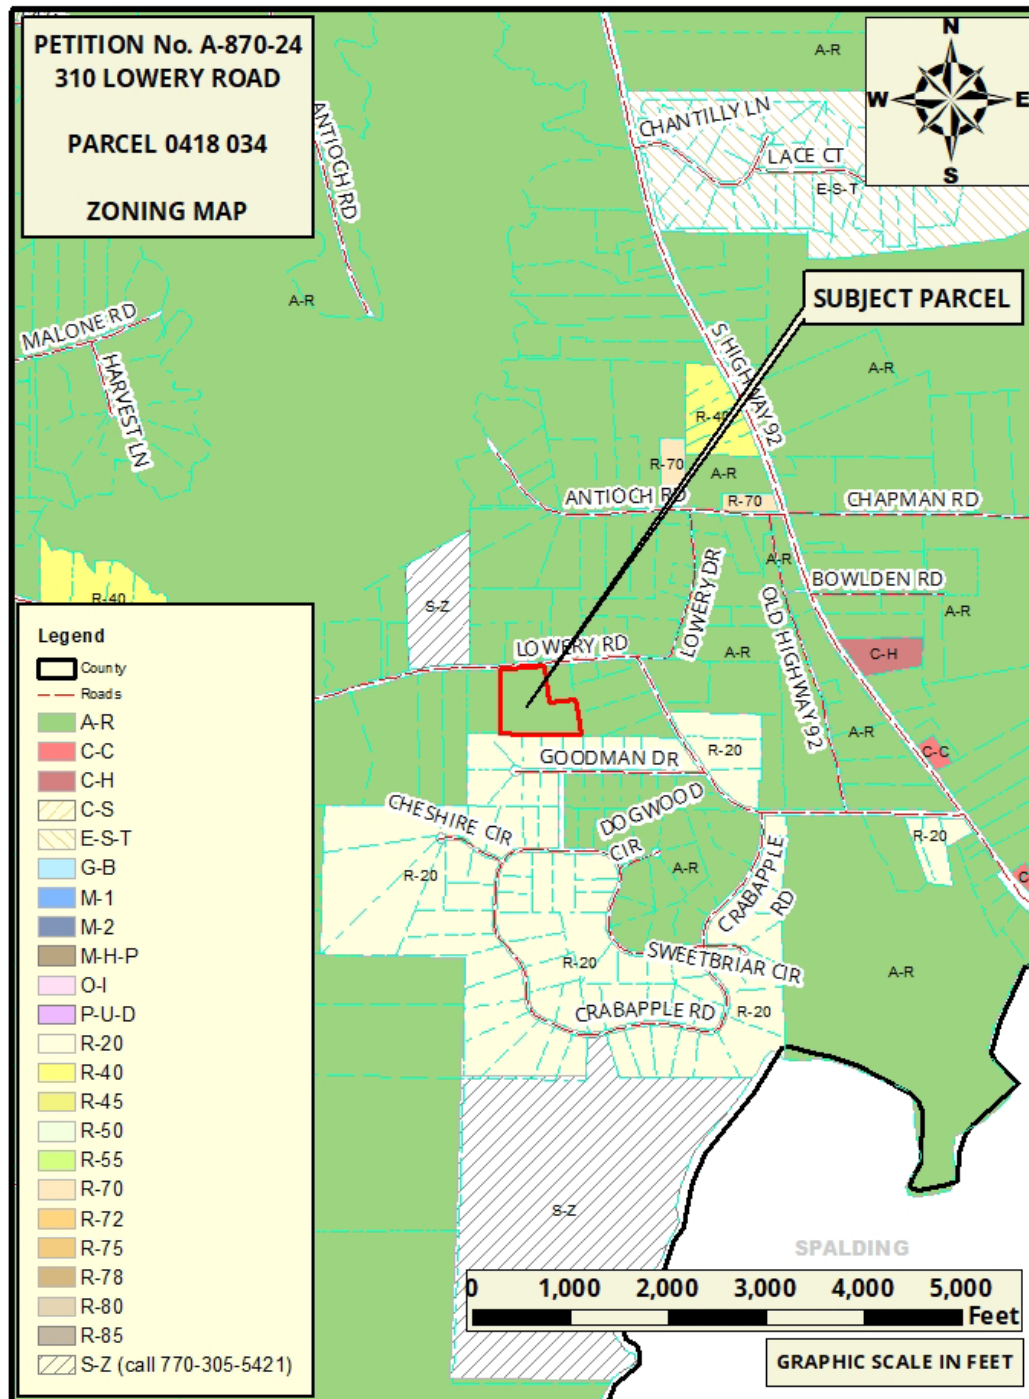 PETITION No. A-870-24
310 LOWERY ROAD
PARCEL 0418 034
ZONING MAP
N
W
E
S
A-R
CHANTILLY LN
LACE CT
E-S-T
ANTIOCH RD
A-R
SUBJECT PARCEL
MALONE RD
HARVEST LN
S HIGHWAY 92
A-R
R-40
R-70
A-R
ANTIOCH RD
R-70
CHAPMAN RD
LOWERY DR
A-R
BOWLDEN RD
A-R
R-40
S-Z
OLD HIGHWAY 92
LOWERY RD
A-R
C-H
A-R
C-C
R-20
GOODMAN DR
DOGWOOD
CIR
CHESHIRE CIR
R-20
A-R
CRABAPPLE
RD
R-20
C
R-20
SWEETBRIAR CIR
A-R
CRABAPPLE RD
R-20
S-Z
SPALDING
Legend
County
Roads
A-R
C-C
C-H
C-S
E-S-T
G-B
M-1
M-2
M-H-P
O-I
P-U-D
R-20
R-40
R-45
R-50
R-55
R-70
R-72
R-75
R-78
R-80
R-85
S-Z (call 770-305-5421)
0 1,000 2,000 3,000 4,000 5,000
Feet
GRAPHIC SCALE IN FEET